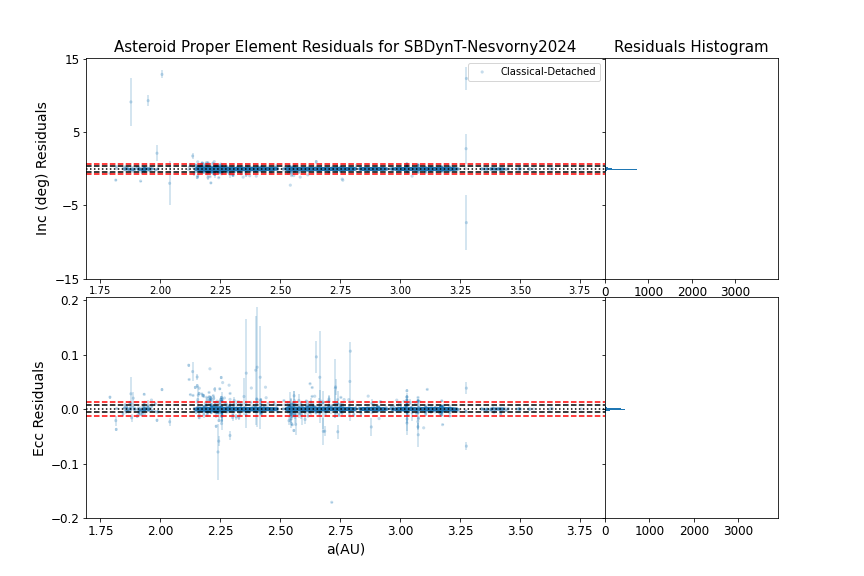 Asteroid Proper Element Residuals for SBDynT-Nesvorny2024
Residuals Histogram
Classical-Detached
Inc (deg) Residuals
15
5
−5
−15
1.75 2.00 2.25 2.50 2.75 3.00 3.25 3.50 3.75
0 1000 2000 3000
Ecc Residuals
0.2
0.1
0.0
−0.1
−0.2
1.75 2.00 2.25 2.50 2.75 3.00 3.25 3.50 3.75
0 1000 2000 3000
a(AU)